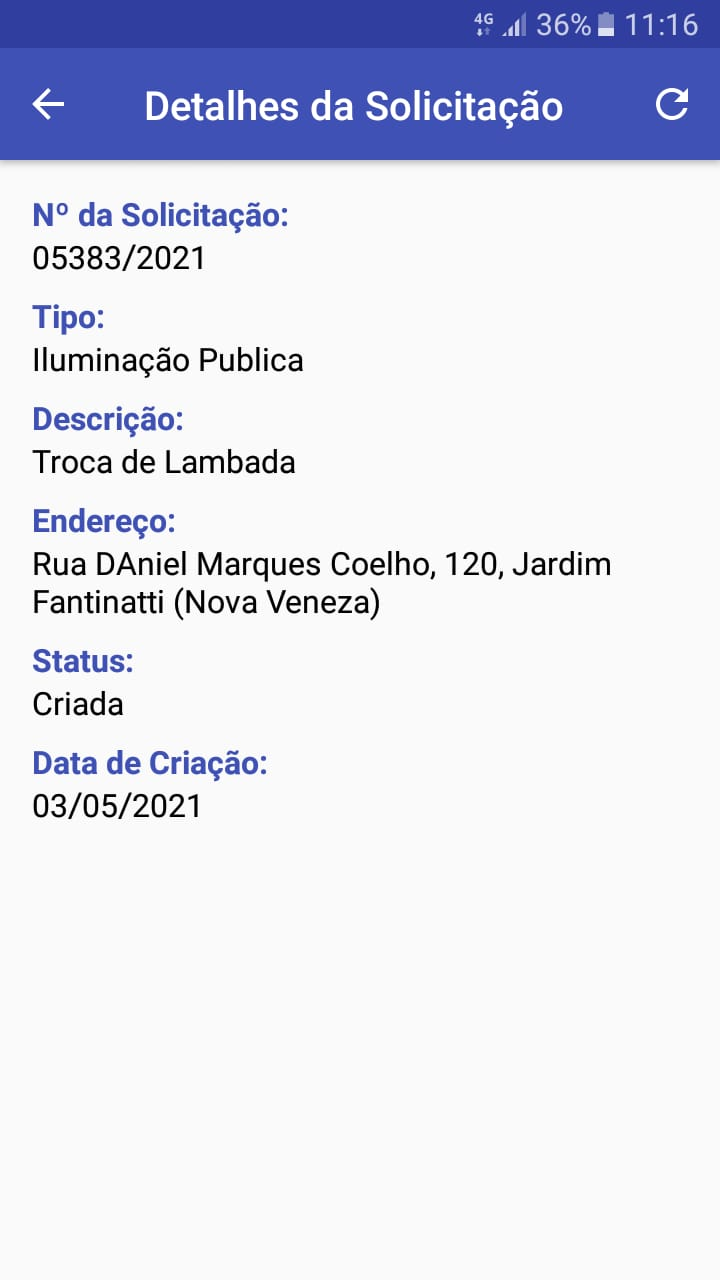 4G 36% 11:16
Detalhes da Solicitação
Nº da Solicitação:
05383/2021
Tipo:
Iluminação Publica
Descrição:
Troca de Lambada
Endereço:
Rua DAniel Marques Coelho, 120, Jardim
Fantinatti (Nova Veneza)
Status:
Criada
Data de Criação:
03/05/2021